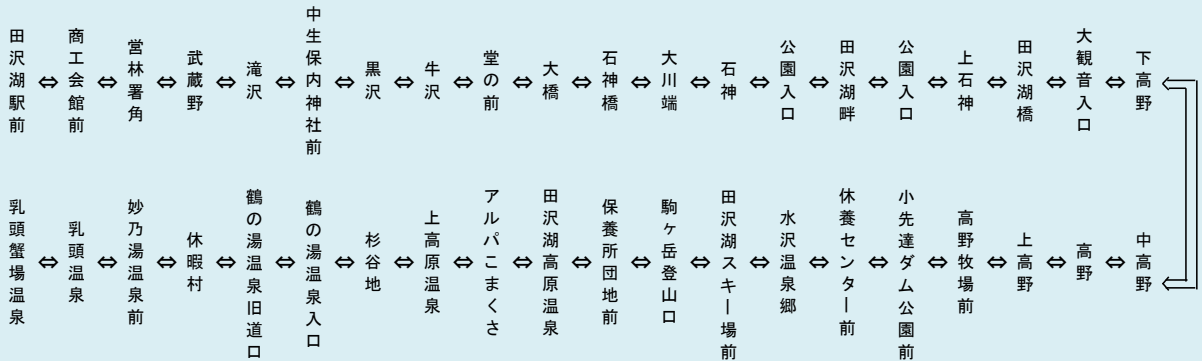 田沢湖駅前 ⇔ 商工会館前 ⇔ 営林署角 ⇔ 武蔵野 ⇔ 滝沢 ⇔ 中生保内神社前 ⇔ 黒沢 ⇔ 牛沢 ⇔ 堂の前 ⇔ 大橋 ⇔ 石神橋 ⇔ 大川端 ⇔ 石神 ⇔ 公園入口 ⇔ 田沢湖畔 ⇔ 公園入口 ⇔ 上石神 ⇔ 田沢湖橋 ⇔ 大観音入口 ⇔ 下高野
乳頭蟹場温泉 ⇔ 乳頭温泉 ⇔ 妙乃湯温泉前 ⇔ 休暇村 ⇔ 鶴の湯温泉旧道口 ⇔ 鶴の湯温泉入口 ⇔ 杉谷地 ⇔ 上高原温泉 ⇔ アルパこまくさ ⇔ 田沢湖高原温泉 ⇔ 保養所団地前 ⇔ 駒ヶ岳登山口 ⇔ 田沢湖スキー場前 ⇔ 水沢温泉郷 ⇔ 休養センター前 ⇔ 小先達ダム公園前 ⇔ 高野牧場前 ⇔ 上高野 ⇔ 高野 ⇔ 中高野